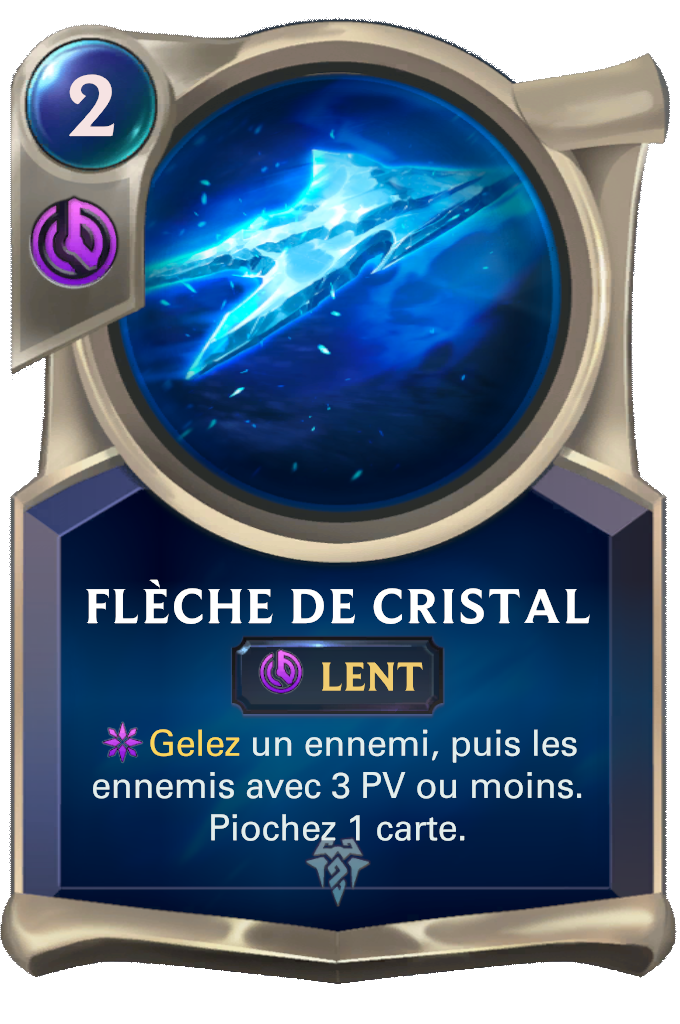 2
FLÈCHE DE CRISTAL
LENT
Gelez un ennemi, puis les
ennemis avec 3 PV ou moins.
Piochez 1 carte.